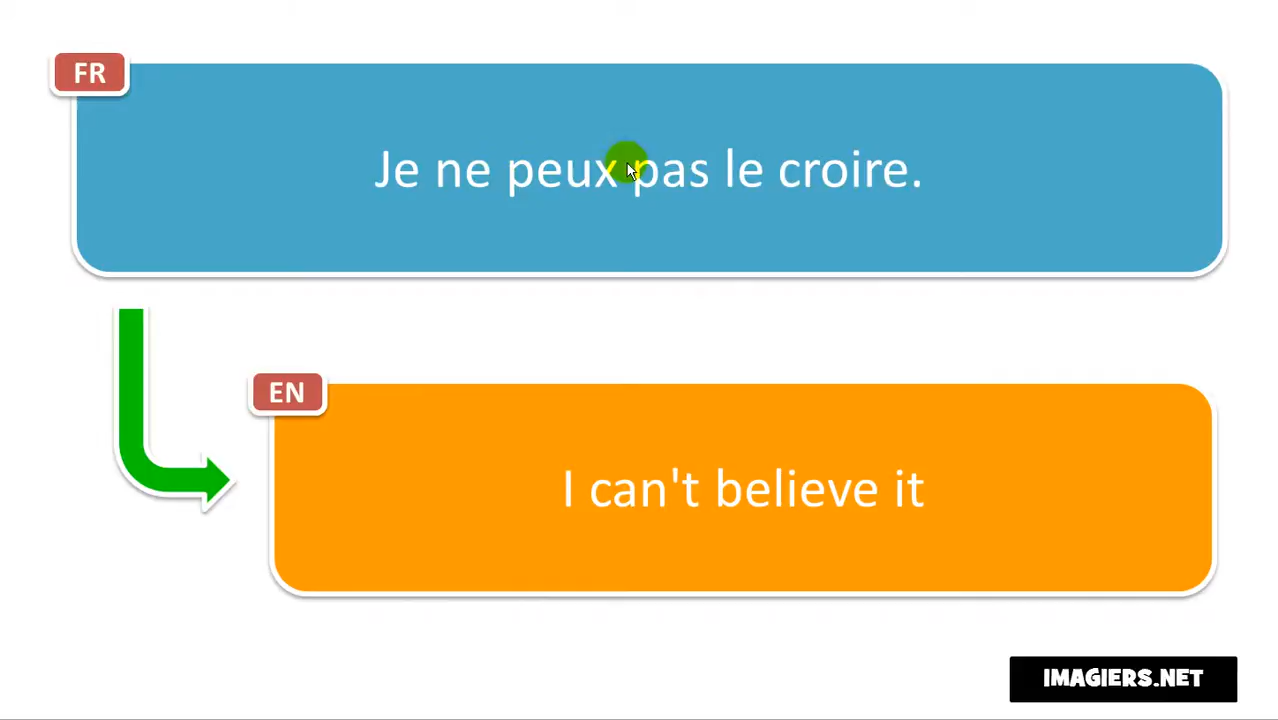 FR
Je ne peux pas le croire.
EN
I can't believe it
IMAGIERS.NET